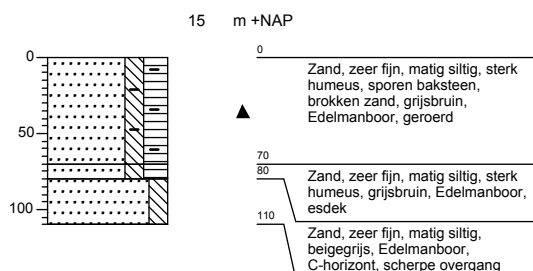 15 m +NAP
0
50
100
0
Zand, zeer fijn, matig siltig, sterk
humeus, sporen baksteen,
brokken zand, grijsbruin,
Edelmanboor, geroerd
70
Zand, zeer fijn, matig siltig, sterk
humeus, grijsbruin, Edelmanboor,
esdek
80
Zand, zeer fijn, matig siltig,
beigegrijs, Edelmanboor,
C-horizont, scherpe overgang
110